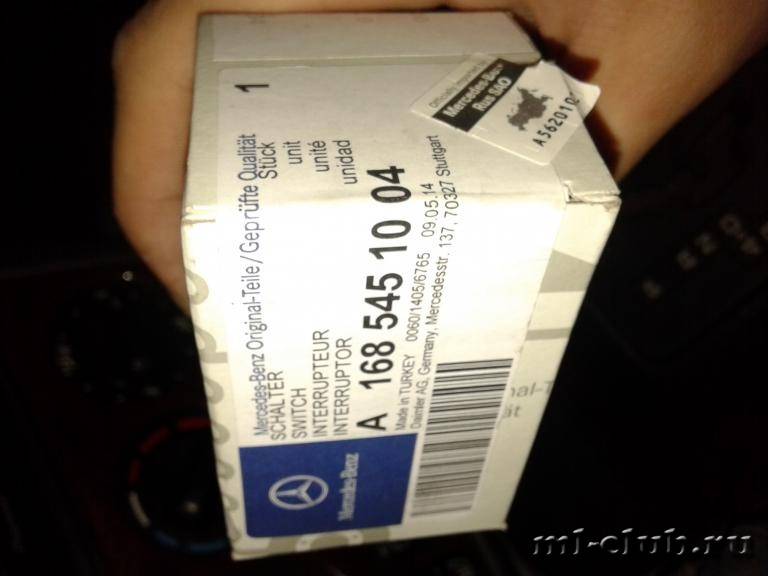 Mercedes-Benz Original-Teile/Geprüfte Qualität
SCHALTER
SWITCH
INTERRUPTEUR
INTERRUPTOR
1
Stück
unit
unité
unidad
A 168 545 10 04
Made in TURKEY 0060/1405/6765 09.05.14
Daimler AG, Germany, Mercedesstr. 137, 70327 Stuttgart
Mercedes-Benz
Mercedes-Benz
Rus SAO
ml-club.ru